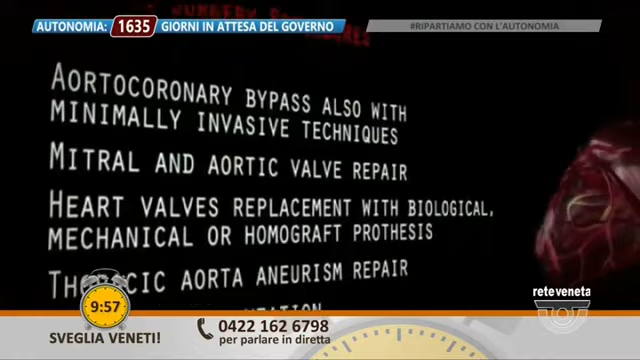 AUTONOMIA: 1635 GIORNI IN ATTESA DEL GOVERNO
#RIPARTIAMO CON L'AUTONOMIA
SURGERY
AORTOCORONARY BYPASS ALSO WITH
MINIMALLY INVASIVE TECHNIQUES
MITRAL AND AORTIC VALVE REPAIR
HEART VALVES REPLACEMENT WITH BIOLOGICAL,
MECHANICAL OR HOMOGRAFT PROTHESIS
AORTA ANEURISM REPAIR
9:57
SVEGLIA VENETI!
0422 162 6798
per parlare in diretta
reteveneta